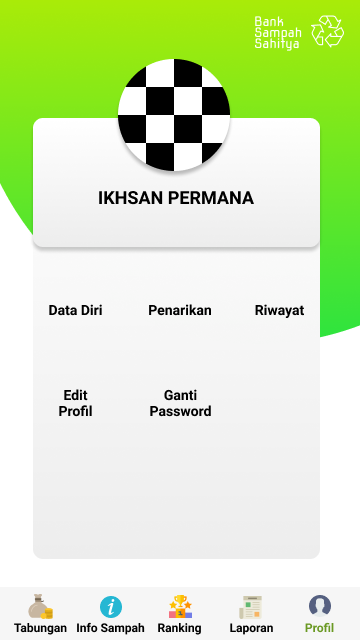 Bank
Sampah
Sahitya
IKHSAN PERMANA
Data Diri
Penarikan
Riwayat
Edit
Profil
Ganti
Password
Tabungan
Info Sampah
Ranking
Laporan
Profil